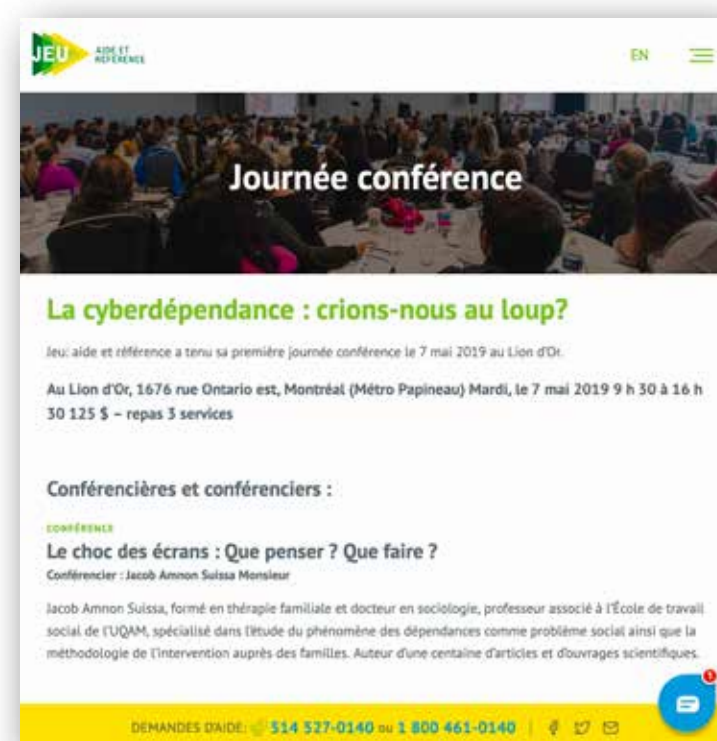 JEU AIDE ET
RÉFÉRENCE
EN
Journée conférence
La cyberdépendance : crions-nous au loup?
Jeu: aide et référence a tenu sa première journée conférence le 7 mai 2019 au Lion d'Or.
Au Lion d'Or, 1676 rue Ontario est, Montréal (Métro Papineau) Mardi, le 7 mai 2019 9 h 30 à 16 h
30 125 $ – repas 3 services
Conférencières et conférenciers :
CONFÉRENCE
Le choc des écrans : Que penser ? Que faire ?
Conférencier : Jacob Amnon Suissa Monsieur
Jacob Amnon Suissa, formé en thérapie familiale et docteur en sociologie, professeur associé à l'École de travail
social de l'UQAM, spécialisé dans l'étude du phénomène des dépendances comme problème social ainsi que la
méthodologie de l'intervention auprès des familles. Auteur d'une centaine d'articles et d'ouvrages scientifiques.
DEMANDES D'AIDE: 514 527-0140 ou 1 800 461-0140 |
1